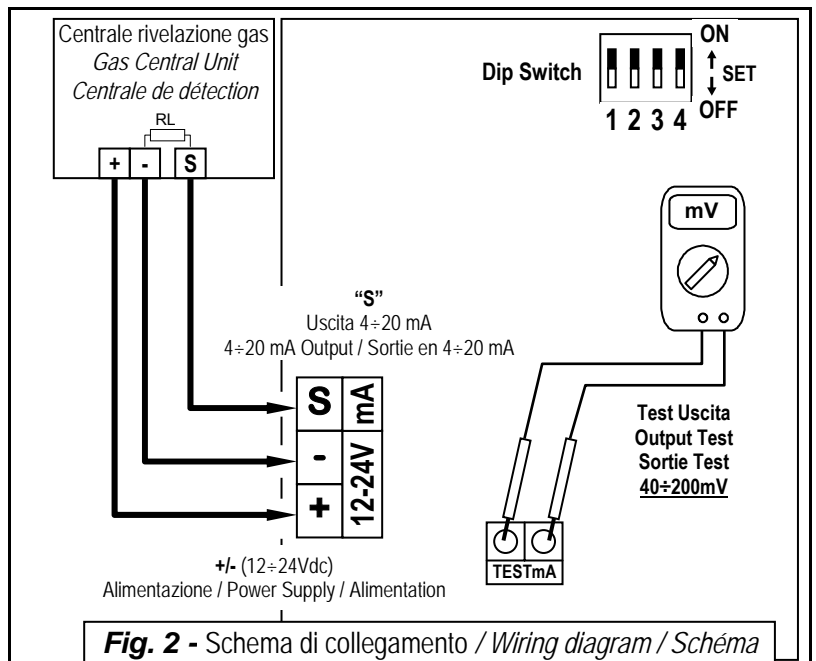 Centrale rivelazione gas
Gas Central Unit
Centrale de détection
RL
+ - S
Dip Switch
ON
SET
OFF
1 2 3 4
mV
“S”
Uscita 4÷20 mA
4÷20 mA Output / Sortie en 4÷20 mA
S mA
- 12-24V
+
Test Uscita
Output Test
Sortie Test
40÷200mV
TESTmA
+/- (12÷24Vdc)
Alimentazione / Power Supply / Alimentation
Fig. 2 - Schema di collegamento / Wiring diagram / Schéma